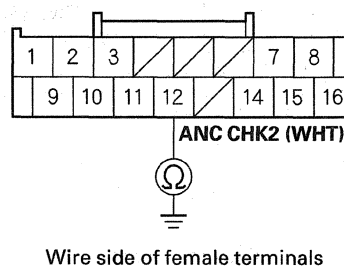 1 2 3 7 8
9 10 11 12 14 15 16
ANC CHK2 (WHT)
Ω
Wire side of female terminals